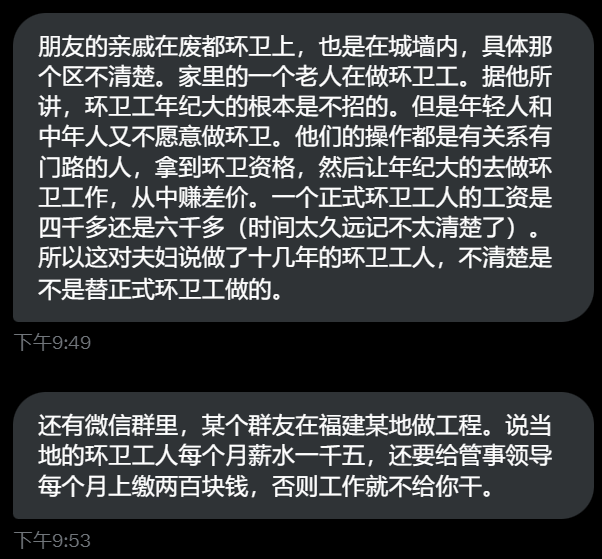 朋友的亲戚在废都环卫上，也是在城墙内，具体那
个区不清楚。家里的一个老人在做环卫工。据他所
讲，环卫工年纪大的根本是不招的。但是年轻人和
中年人又不愿意做环卫。他们的操作都是有关系有
门路的人，拿到环卫资格，然后让年纪大的去做环
卫工作，从中赚差价。一个正式环卫工人的工资是
四千多还是六千多（时间太久远记不太清楚了）。
所以这对夫妇说做了十几年的环卫工人，不清楚是
不是替正式环卫工做的。
下午9:49
还有微信群里，某个群友在福建某地做工程。说当
地的环卫工人每个月薪水一千五，还要给管事领导
每个月上缴两百块钱，否则工作就不给你干。
下午9:53